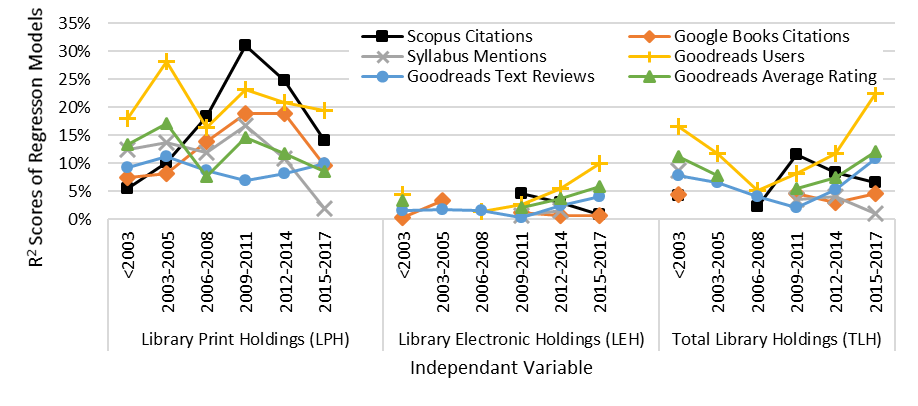 R² Scores of Regresson Models
35%
30%
25%
20%
15%
10%
5%
0%
Scopus Citations
Google Books Citations
Syllabus Mentions
Goodreads Users
Goodreads Text Reviews
Goodreads Average Rating
<2003
2003-2005
2006-2008
2009-2011
2012-2014
2015-2017
<2003
2003-2005
2006-2008
2009-2011
2012-2014
2015-2017
<2003
2003-2005
2006-2008
2009-2011
2012-2014
2015-2017
Library Print Holdings (LPH)
Library Electronic Holdings (LEH)
Total Library Holdings (TLH)
Independant Variable